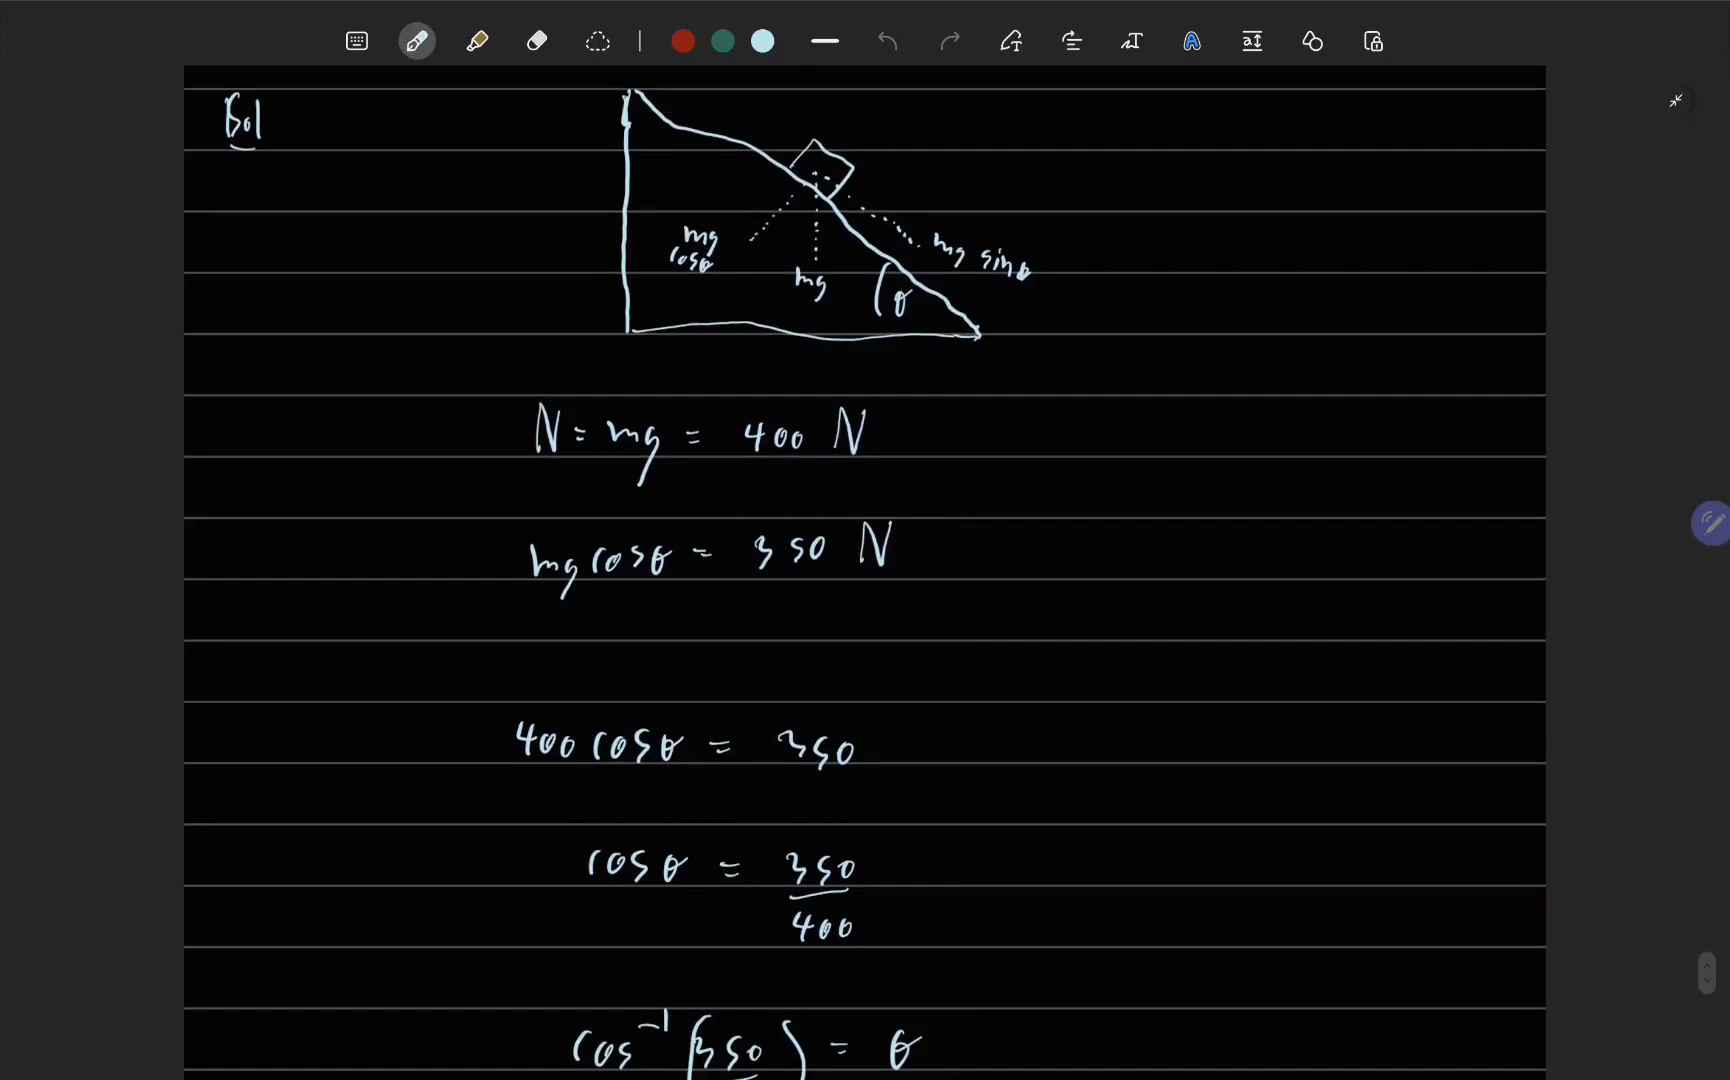 Sol
mg
cosθ
mg
mg sinθ
θ
N = mg = 400 N
mg cosθ = 350 N
400 cosθ = 350
cosθ = 350
400
cos⁻¹ (350) = θ